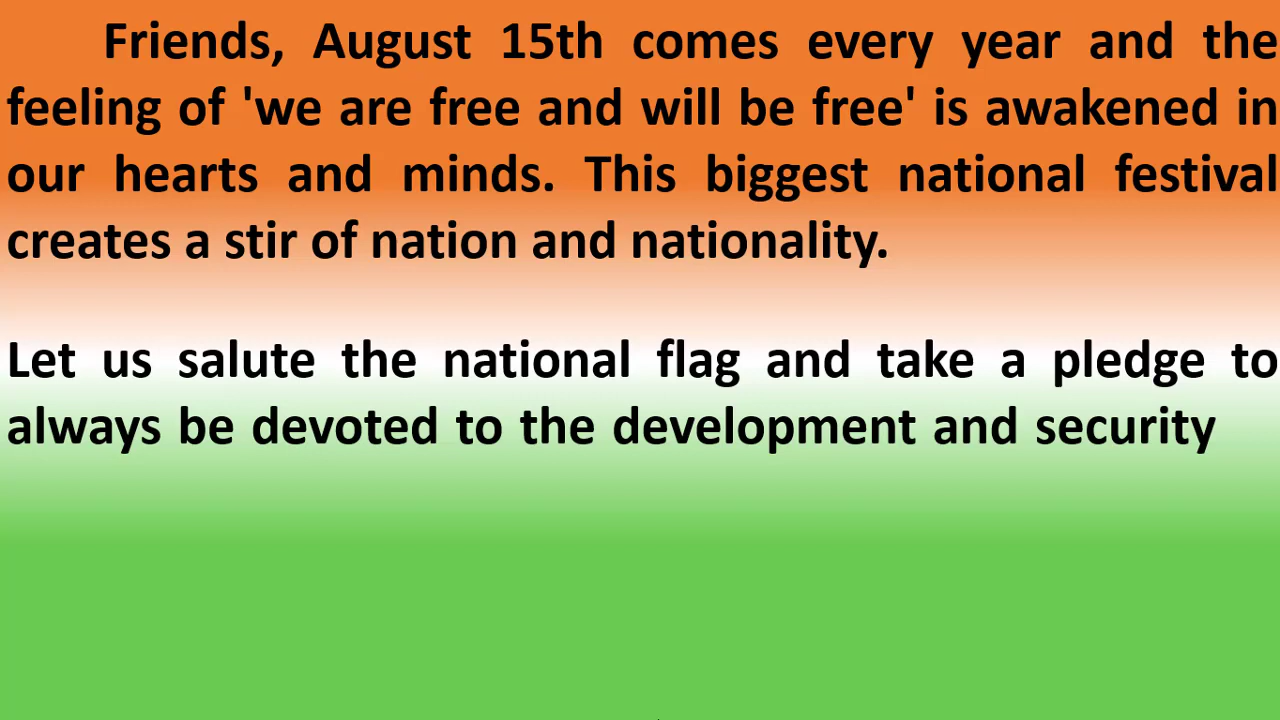 Friends, August 15th comes every year and the
feeling of 'we are free and will be free' is awakened in
our hearts and minds. This biggest national festival
creates a stir of nation and nationality.
Let us salute the national flag and take a pledge to
always be devoted to the development and security